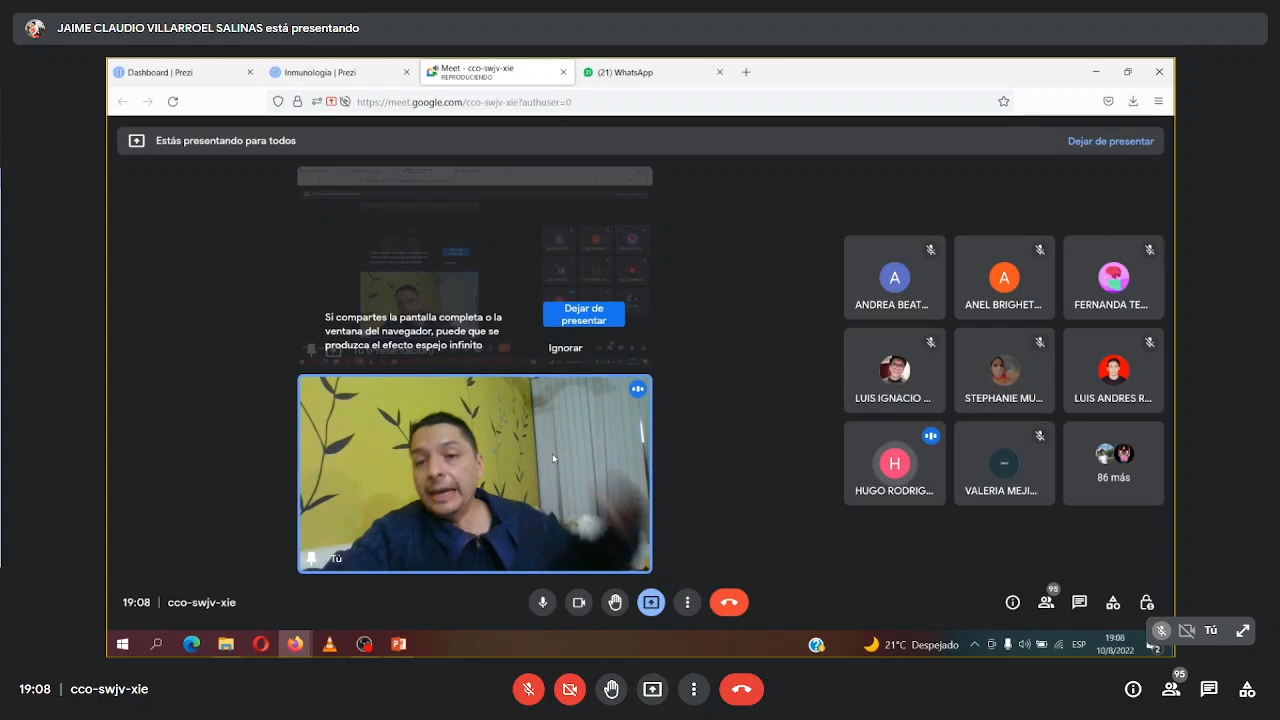 JAIME CLAUDIO VILLARROEL SALINAS está presentando
Dashboard | Prezi
Inmunologia | Prezi
Meet - cco-swjv-xie
REPRODUCIENDO
(21) WhatsApp
https://meet.google.com/cco-swjv-xie?authuser=0
Estás presentando para todos
Dejar de presentar
Si compartes la pantalla completa o la
ventana del navegador, puede que se
produzca el efecto espejo infinito
Dejar de
presentar
Ignorar
Tú (Presentación)
ANDREA BEAT...
ANEL BRIGHET...
FERNANDA TE...
LUIS IGNACIO ...
STEPHANIE MU...
LUIS ANDRES R...
HUGO RODRIG...
VALERIA MEJI...
86 más
A
A
H
Tú
19:08
cco-swjv-xie
95
Tú
21°C Despejado
ESP
19:08
10/8/2022
2
19:08
cco-swjv-xie
95